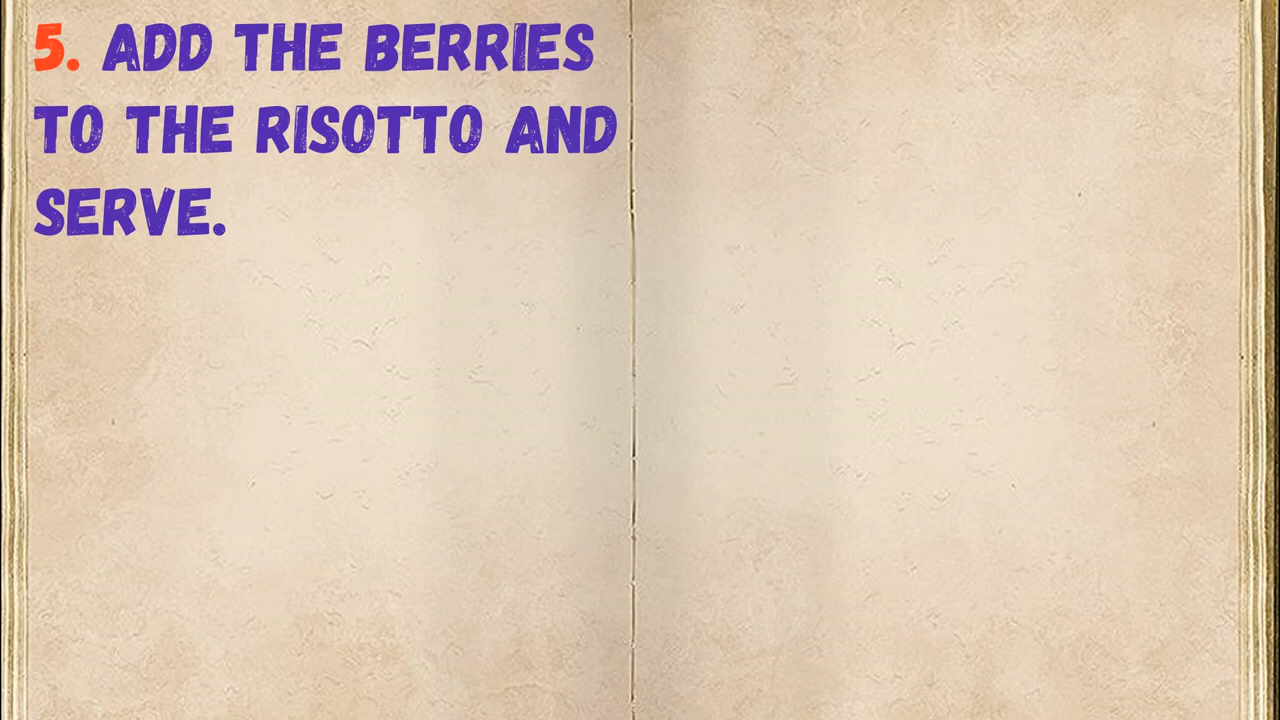 5. ADD THE BERRIES
TO THE RISOTTO AND
SERVE.